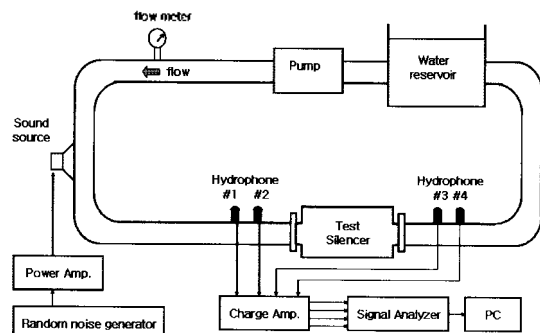 flow meter
flow
Pump
Water
reservoir
Sound
source
Hydrophone
#1 #2
Hydrophone
#3 #4
Test
Silencer
Power Amp.
Random noise generator
Charge Amp.
Signal Analyzer
PC